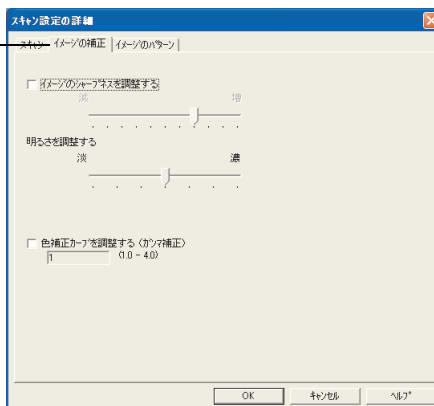 スキャン設定の詳細
スキャン イメージの補正 イメージのパターン
イメージのシャープネスを調整する
減 増
明るさを調整する
淡 濃
色補正カーブを調整する (ガンマ補正)
1 (1.0 - 4.0)
OK キャンセル ヘルプ